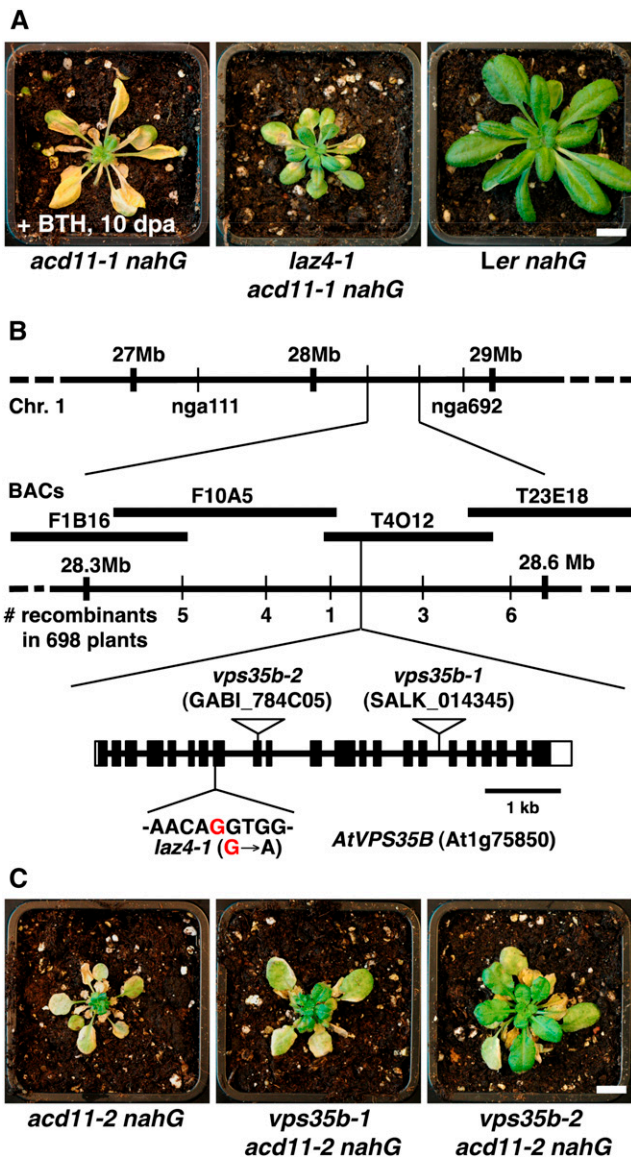 A
+ BTH, 10 dpa
acd11-1 nahG
laz4-1
acd11-1 nahG
Ler nahG
B
27Mb
28Mb
29Mb
Chr. 1
nga111
nga692
BACs
F10A5
T23E18
F1B16
T4O12
28.3Mb
28.6 Mb
# recombinants
in 698 plants
5
4
1
3
6
vps35b-2
(GABI_784C05)
vps35b-1
(SALK_014345)
1 kb
-AACAGGTGG-
laz4-1 (G→A)
AtVPS35B (At1g75850)
C
acd11-2 nahG
vps35b-1
acd11-2 nahG
vps35b-2
acd11-2 nahG